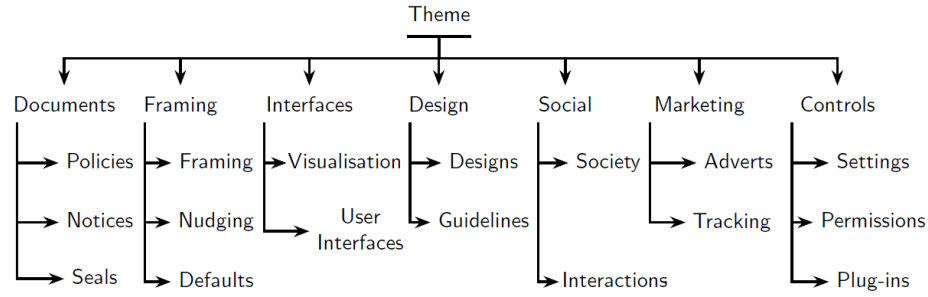 Theme
Documents Framing Interfaces Design Social Marketing Controls
Policies Framing Visualisation Designs Society Adverts Settings
Notices Nudging User Interfaces Guidelines Tracking Permissions
Seals Defaults Interactions Plug-ins